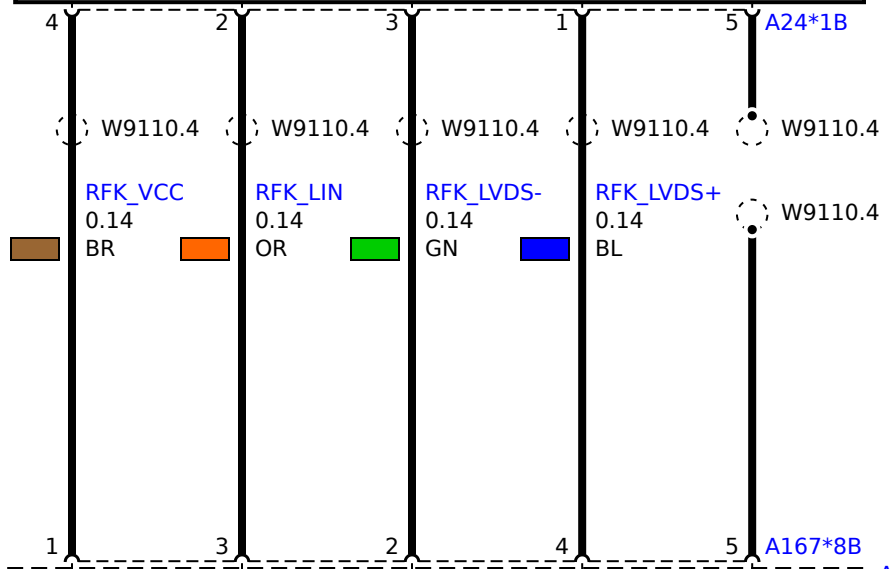 4 2 3 1 5 A24*1B
W9110.4 W9110.4 W9110.4 W9110.4 W9110.4
RFK_VCC RFK_LIN RFK_LVDS- RFK_LVDS+
W9110.4
0.14 0.14 0.14 0.14
BR OR GN BL
1 3 2 4 5 A167*8B